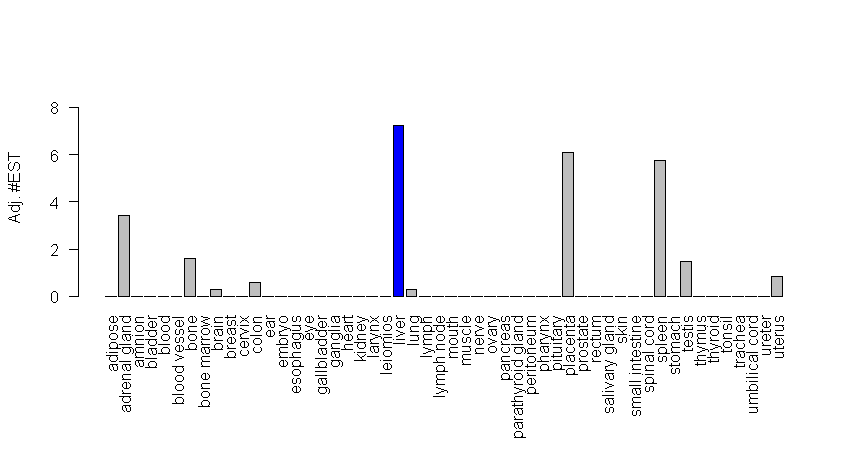 Adj. #EST
8
6
4
2
0
adipose
adrenal gland
amnion
bladder
blood
blood vessel
bone
bone marrow
brain
breast
cervix
colon
ear
embryo
esophagus
eye
gallbladder
ganglia
heart
kidney
larynx
leiomios
liver
lung
lymph
lymph node
mouth
muscle
nerve
ovary
pancreas
parathyroid gland
peritoneum
pharynx
pituitary
placenta
prostate
rectum
salivary gland
skin
small intestine
spinal cord
spleen
stomach
testis
thymus
thyroid
tonsil
trachea
umbilical cord
ureter
uterus